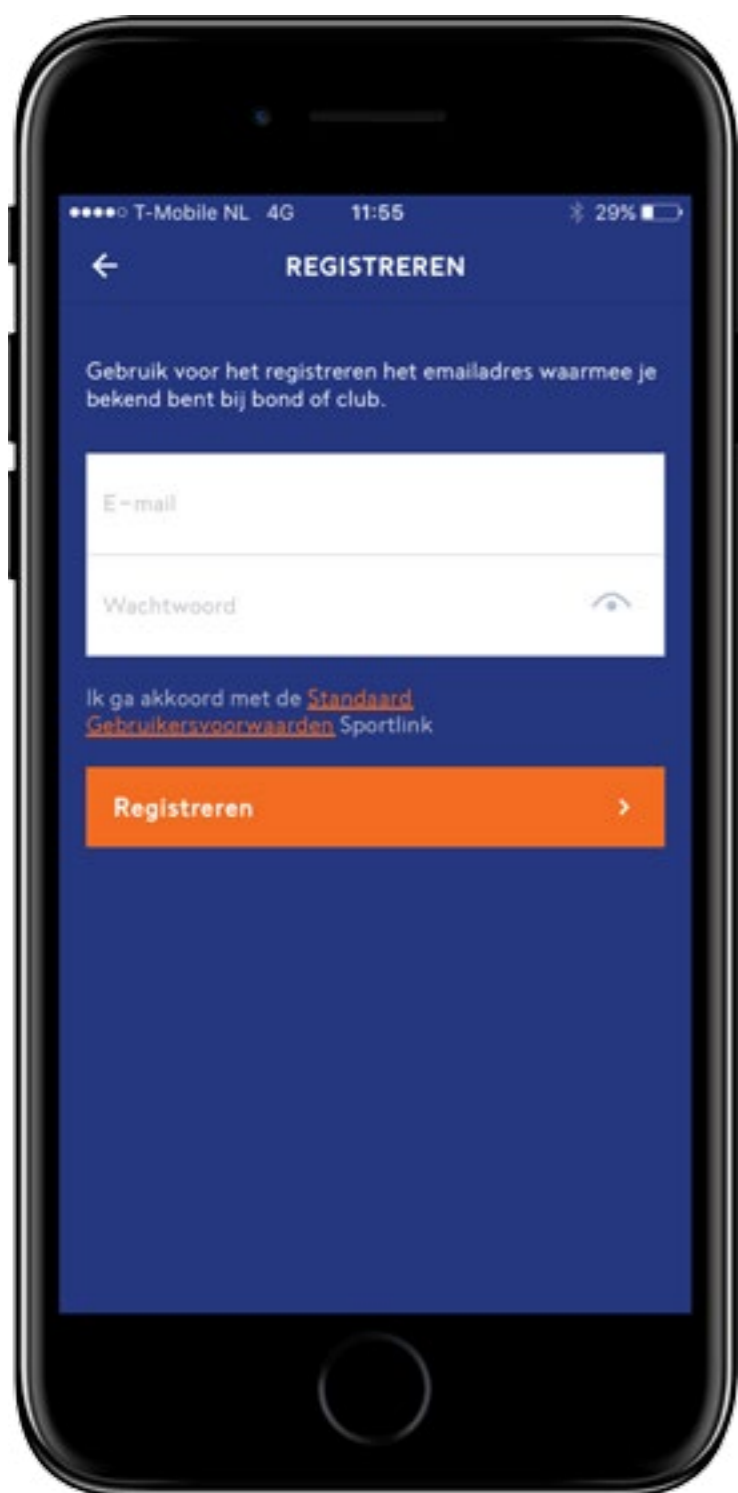 T-Mobile NL 4G 11:55 29%
REGISTREREN
Gebruik voor het registreren het emailadres waarmee je
bekend bent bij bond of club.
E-mail
Wachtwoord
Ik ga akkoord met de Standaard
Gebruikersvoorwaarden Sportlink
Registreren